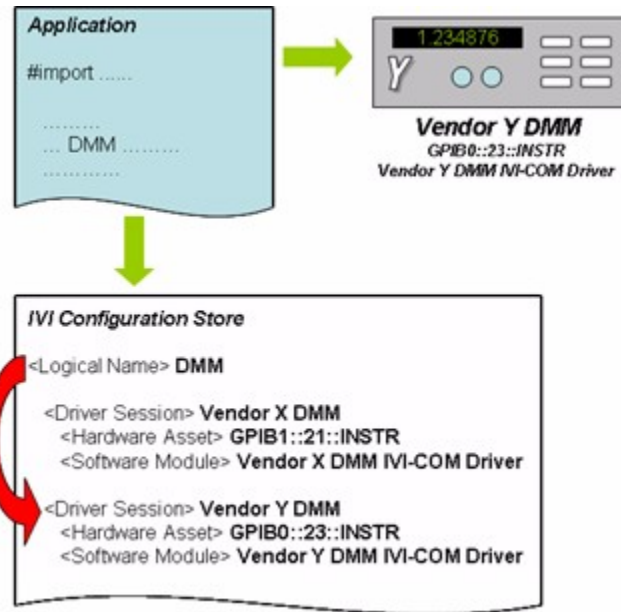 Application
#import ......
.........
... DMM .........
............
1.234876
Y
Vendor Y DMM
GPIB0::23::INSTR
Vendor Y DMM IVI-COM Driver
IVI Configuration Store
<Logical Name> DMM
<Driver Session> Vendor X DMM
<Hardware Asset> GPIB1::21::INSTR
<Software Module> Vendor X DMM IVI-COM Driver
<Driver Session> Vendor Y DMM
<Hardware Asset> GPIB0::23::INSTR
<Software Module> Vendor Y DMM IVI-COM Driver